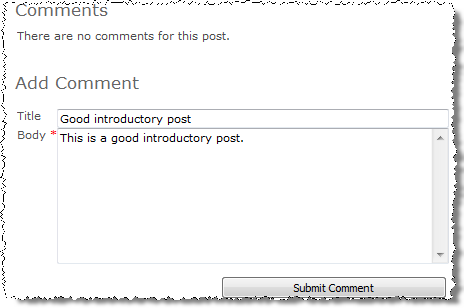 Comments
There are no comments for this post.
Add Comment
Title Good introductory post
Body * This is a good introductory post.
Submit Comment